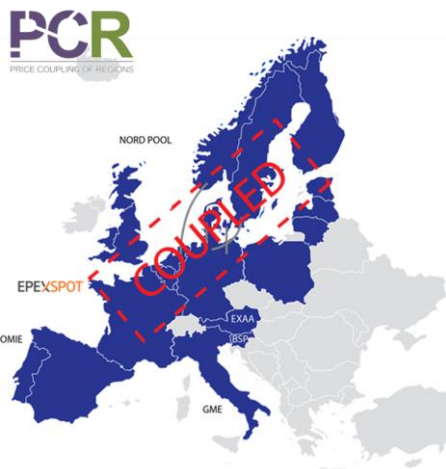 PCR
PRICE COUPLING OF REGIONS
NORD POOL
COUPLED
EPEXSPOT
EXAA
BSP
OMIE
GME